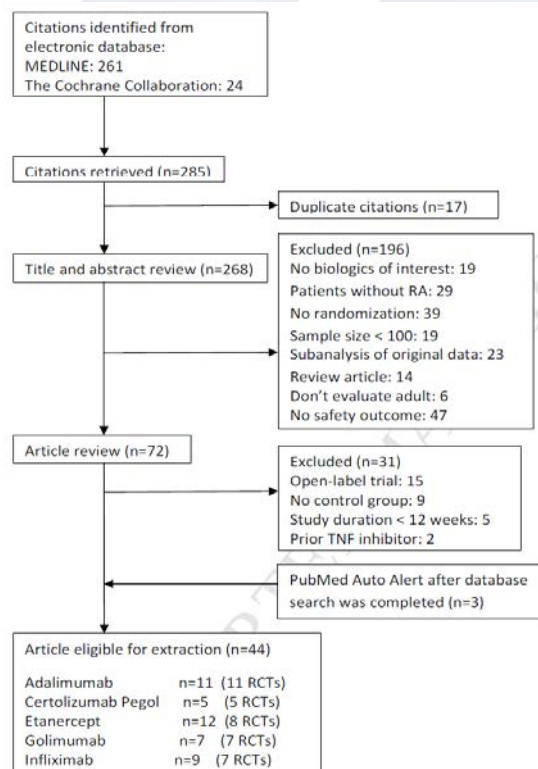 Citations identified from
electronic database:
MEDLINE: 261
The Cochrane Collaboration: 24
Citations retrieved (n=285)
Duplicate citations (n=17)
Title and abstract review (n=268)
Excluded (n=196)
No biologics of interest: 19
Patients without RA: 29
No randomization: 39
Sample size < 100: 19
Subanalysis of original data: 23
Review article: 14
Don't evaluate adult: 6
No safety outcome: 47
Article review (n=72)
Excluded (n=31)
Open-label trial: 15
No control group: 9
Study duration < 12 weeks: 5
Prior TNF inhibitor: 2
PubMed Auto Alert after database
search was completed (n=3)
Article eligible for extraction (n=44)
Adalimumab n=11 (11 RCTs)
Certolizumab Pegol n=5 (5 RCTs)
Etanercept n=12 (8 RCTs)
Golimumab n=7 (7 RCTs)
Infliximab n=9 (7 RCTs)